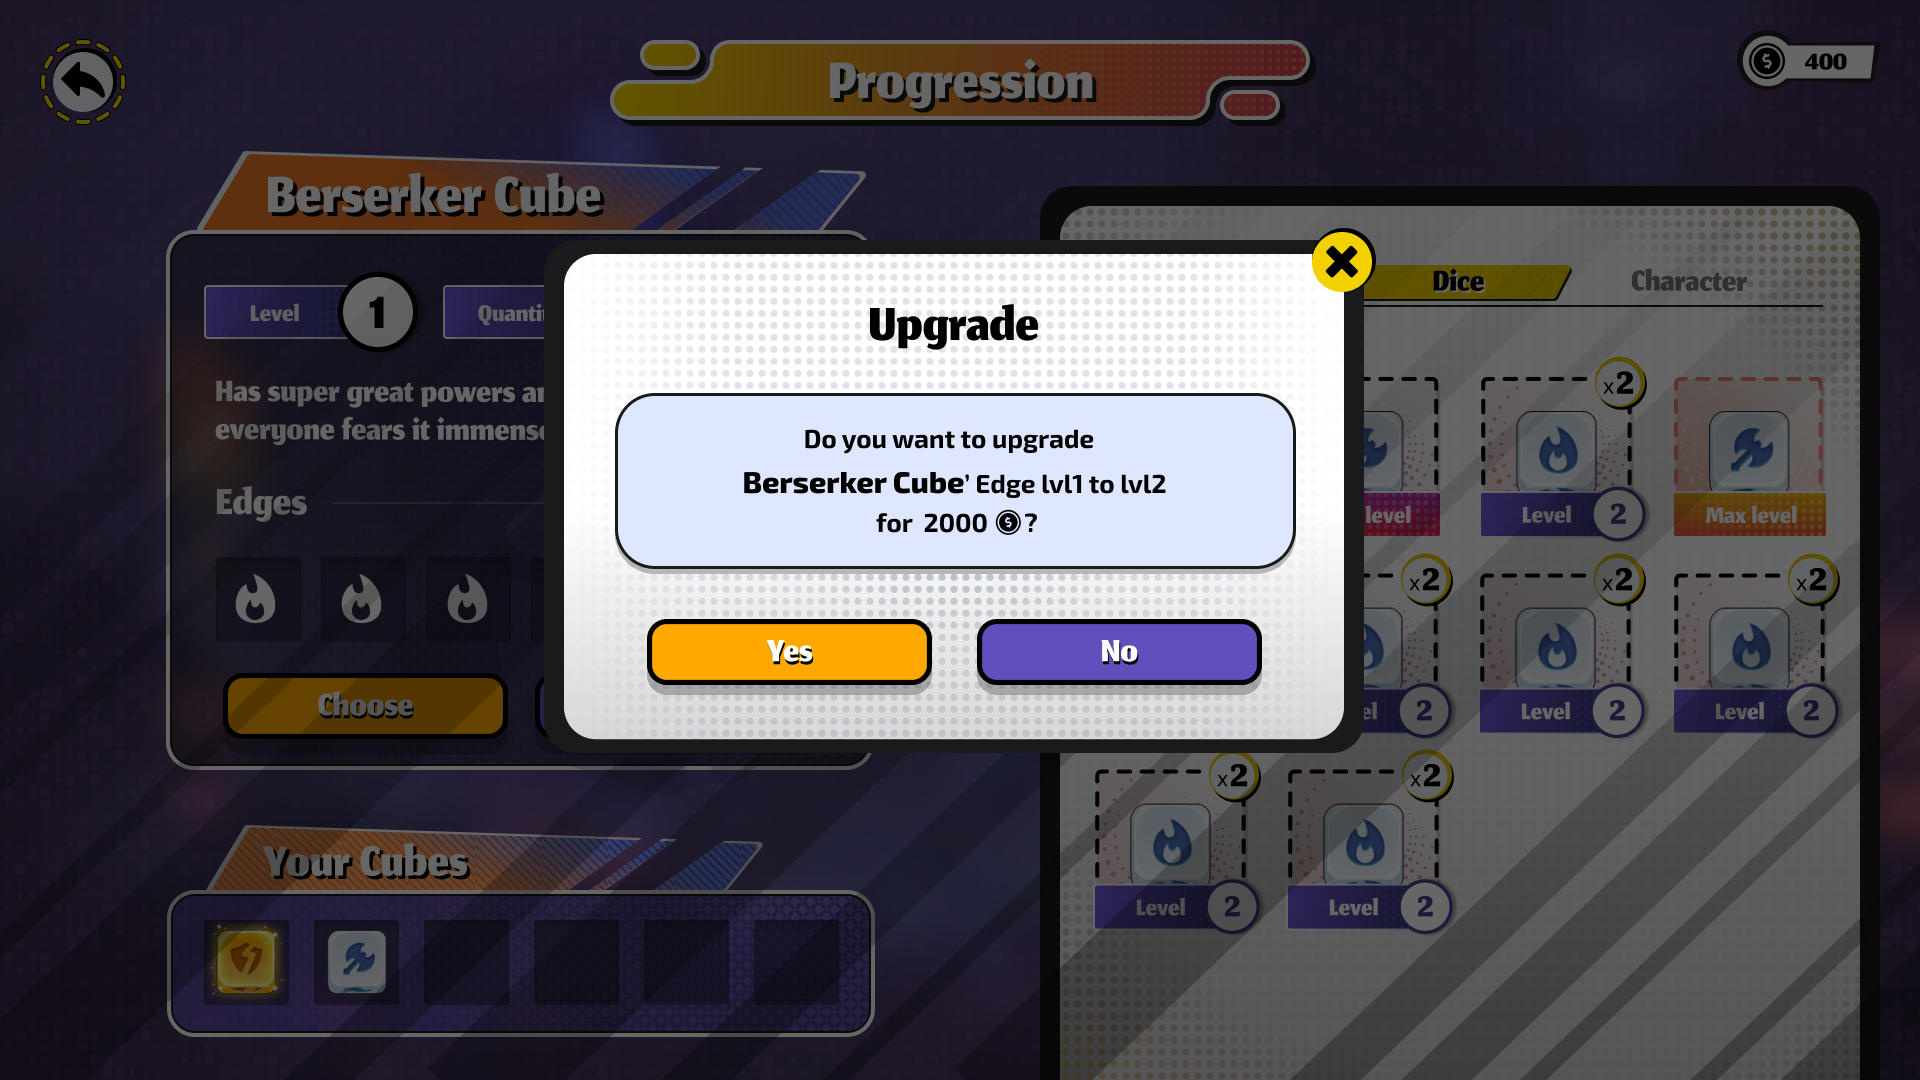 Progression
400
Berserker Cube
Level 1
Has super great powers
everyone fears it
Edges
Choose
Your Cubes
Dice
Character
x2
level
Level 2
Max level
x2
x2
x2
2
Level 2
Level 2
x2
x2
Level 2
Level 2
Upgrade
Do you want to upgrade
Berserker Cube’ Edge lvl1 to lvl2
for 2000 $?
Yes
No